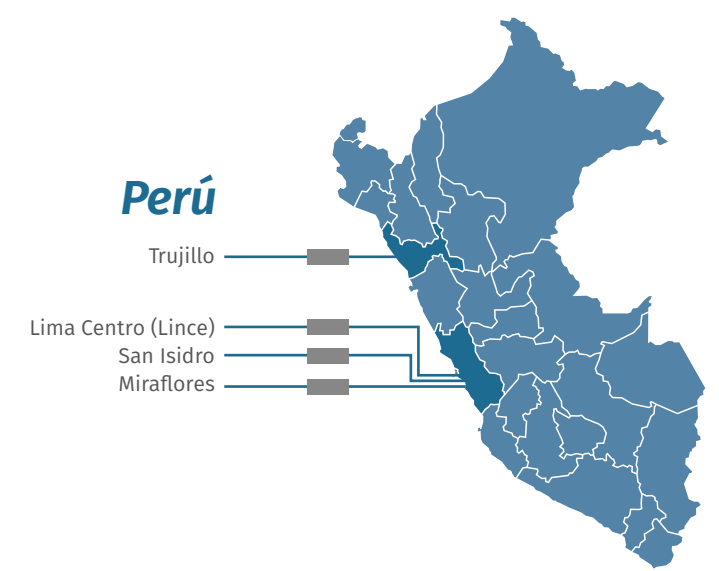 Perú
Trujillo
Lima Centro (Lince)
San Isidro
Miraflores